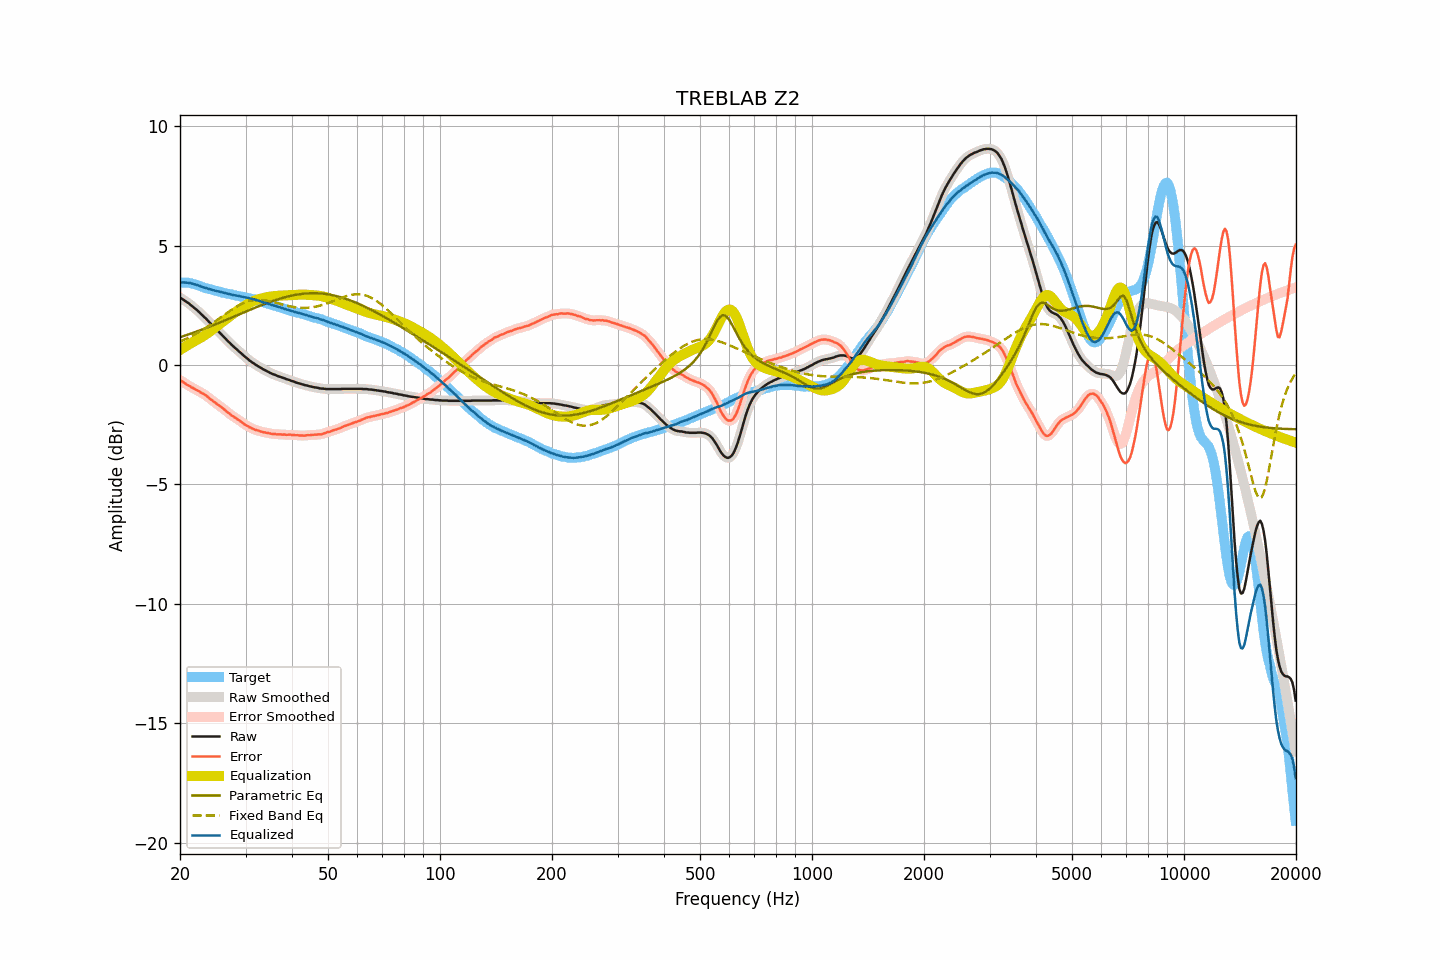 TREBLAB Z2
Amplitude (dBr)
10
5
0
−5
−10
−15
−20
Target
Raw Smoothed
Error Smoothed
Raw
Error
Equalization
Parametric Eq
Fixed Band Eq
Equalized
20 50 100 200 500 1000 2000 5000 10000 20000
Frequency (Hz)